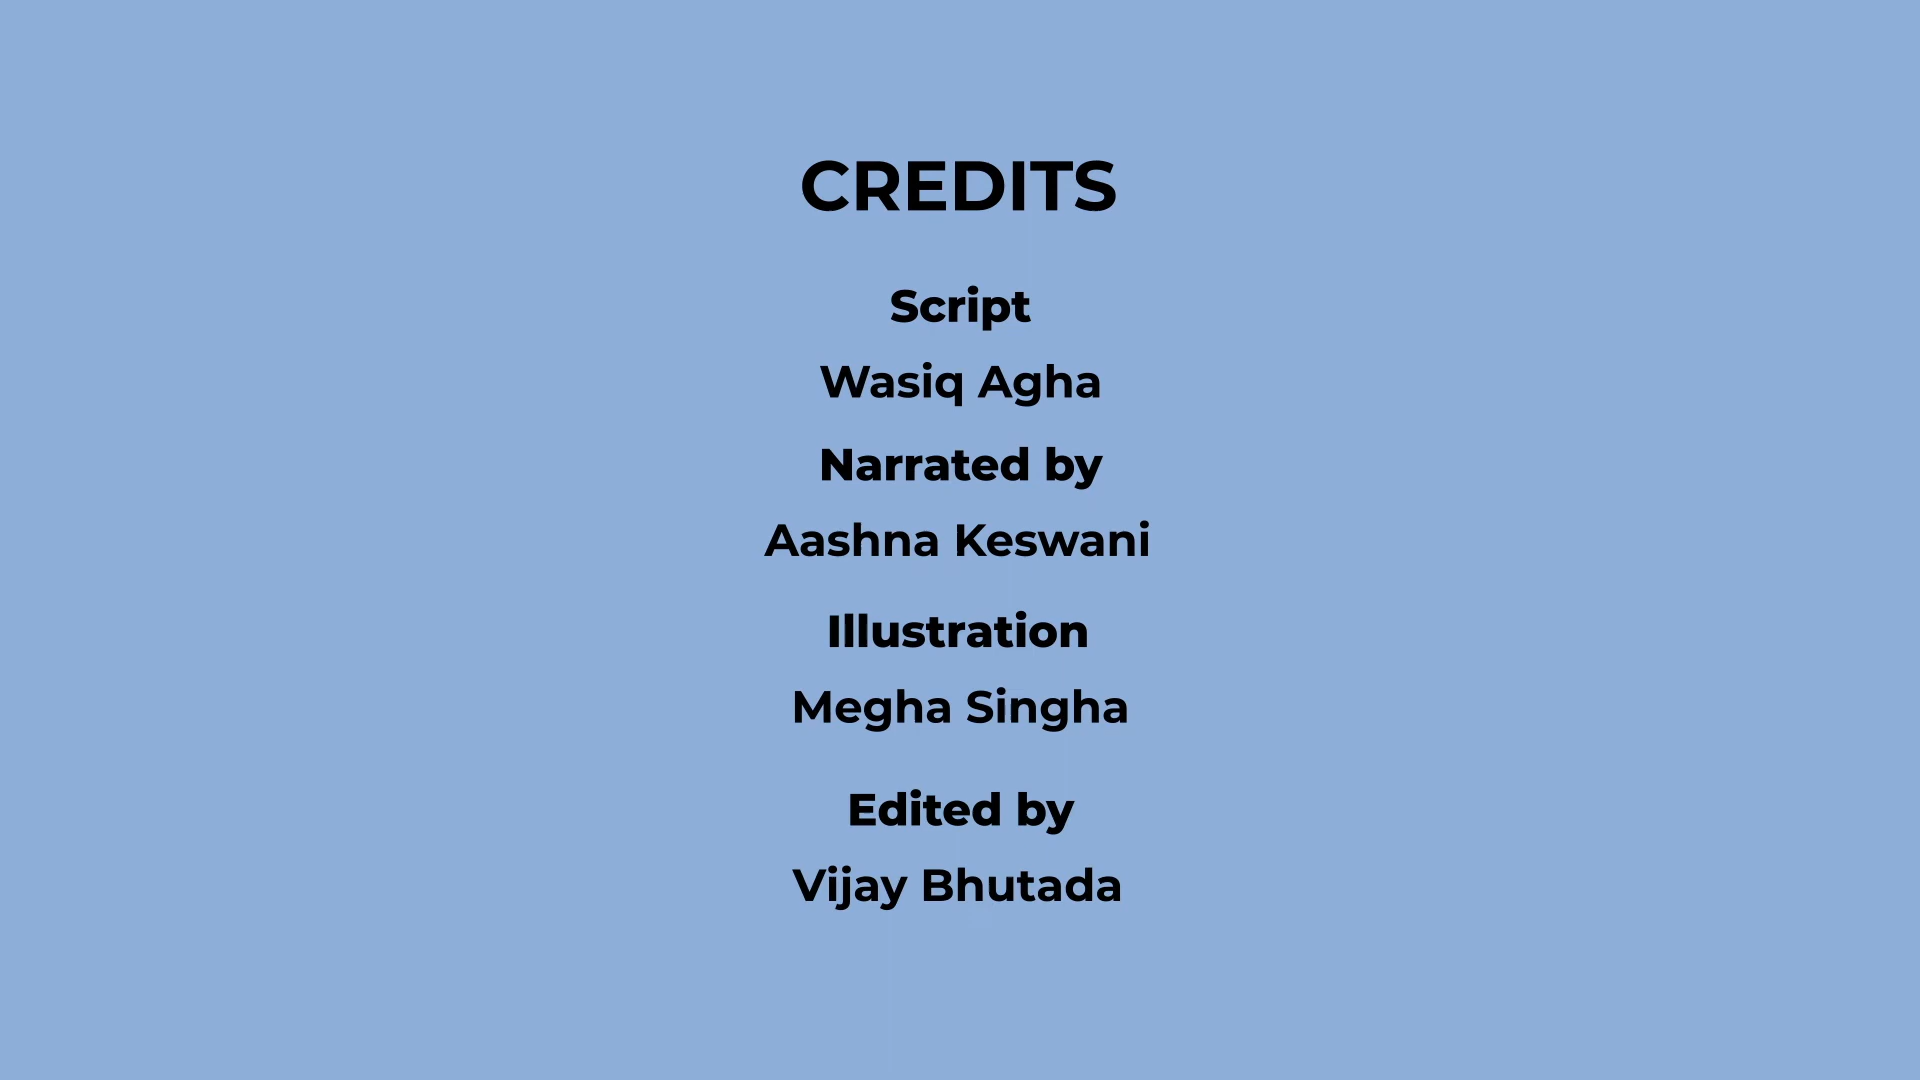 CREDITS
Script
Wasiq Agha
Narrated by
Aashna Keswani
Illustration
Megha Singha
Edited by
Vijay Bhutada